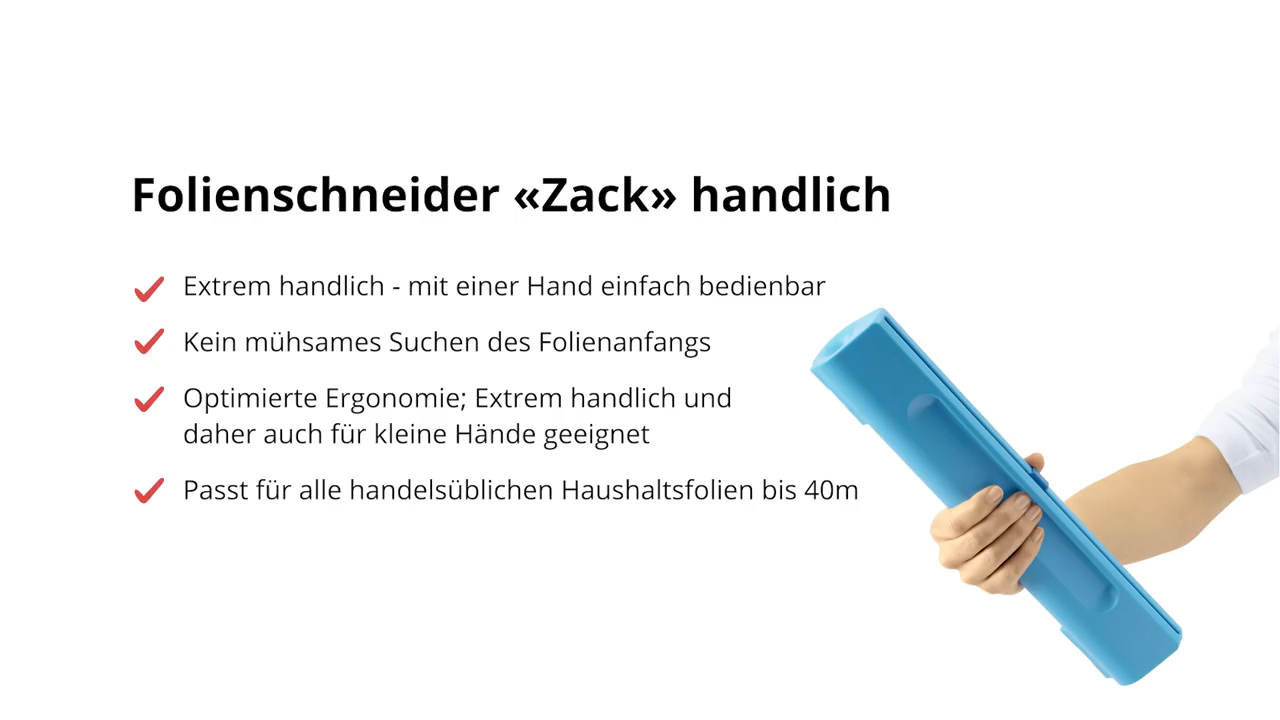 Folienschneider «Zack» handlich
Extrem handlich - mit einer Hand einfach bedienbar
Kein mühsames Suchen des Folienanfangs
Optimierte Ergonomie; Extrem handlich und
daher auch für kleine Hände geeignet
Passt für alle handelsüblichen Haushaltsfolien bis 40m